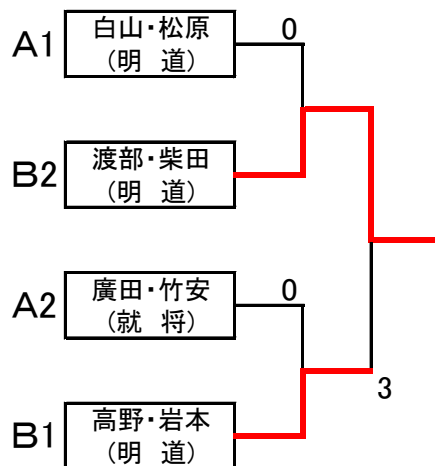 A1
白山・松原
(明 道)
0
B2
渡部・柴田
(明 道)
A2
廣田・竹安
(就 将)
0
3
B1
高野・岩本
(明 道)